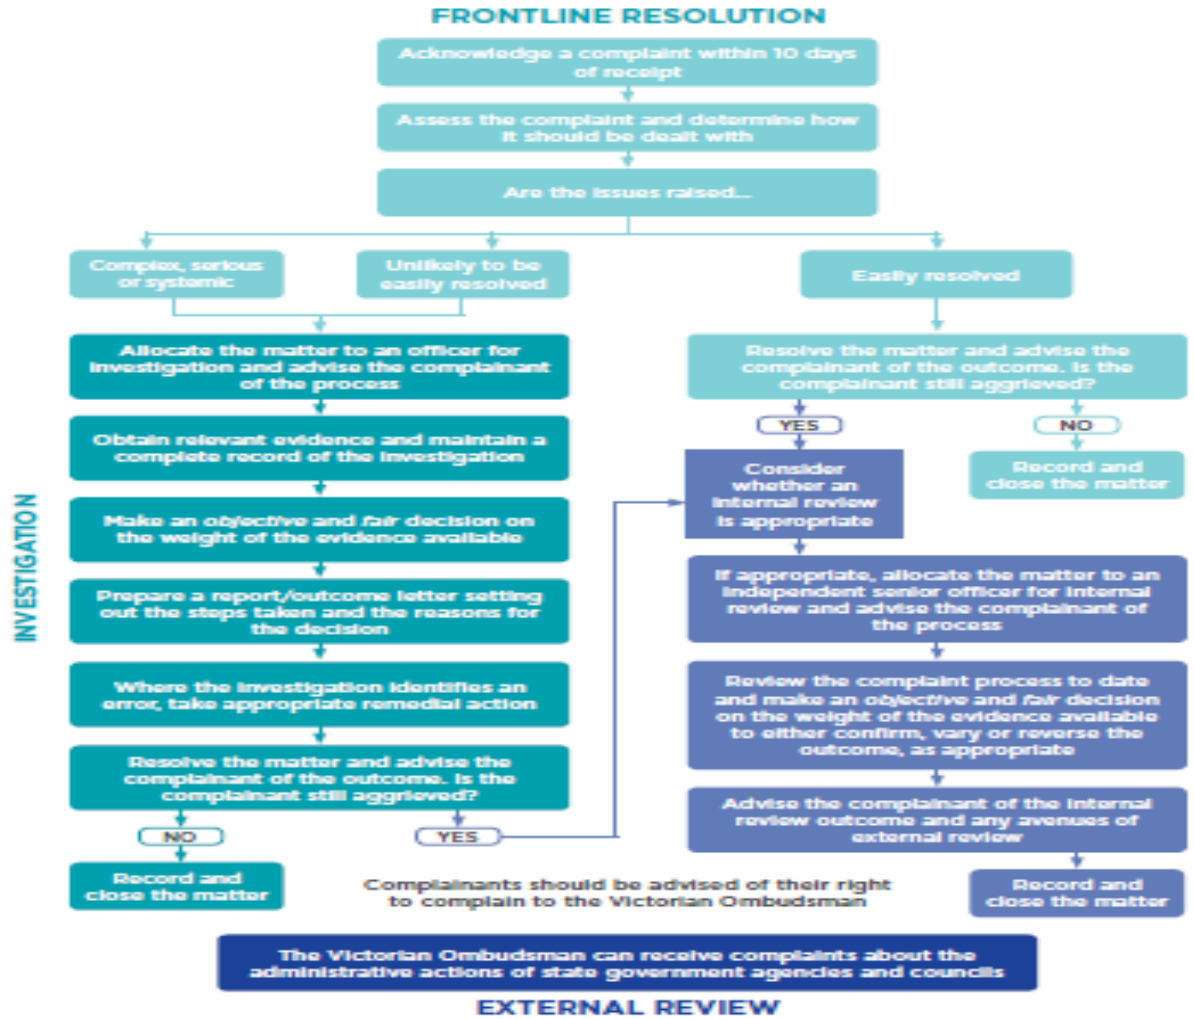 FRONTLINE RESOLUTION
Acknowledge a complaint within 10 days
of receipt
Assess the complaint and determine how
it should be dealt with
Are the issues raised...
Complex, serious
or systemic
Unlikely to be
easily resolved
Easily resolved
Allocate the matter to an officer for
investigation and advise the complainant
of the process
Obtain relevant evidence and maintain a
complete record of the investigation
Make an objective and fair decision on
the weight of the evidence available
Prepare a report/outcome letter setting
out the steps taken and the reasons for
the decision
Where the investigation identifies an
error, take appropriate remedial action
Resolve the matter and advise the
complainant of the outcome. Is the
complainant still aggrieved?
NO
YES
Record and
close the matter
INVESTIGATION
Resolve the matter and advise the
complainant of the outcome. Is the
complainant still aggrieved?
YES
NO
Record and
close the matter
Consider
whether an
internal review
is appropriate
If appropriate, allocate the matter to an
independent senior officer for internal
review and advise the complainant of
the process
Review the complaint process to date
and make an objective and fair decision
on the weight of the evidence available
to either confirm, vary or reverse the
outcome, as appropriate
Advise the complainant of the internal
review outcome and any avenues of
external review
Record and
close the matter
Complainants should be advised of their right
to complain to the Victorian Ombudsman
The Victorian Ombudsman can receive complaints about the
administrative actions of state government agencies and councils
EXTERNAL REVIEW